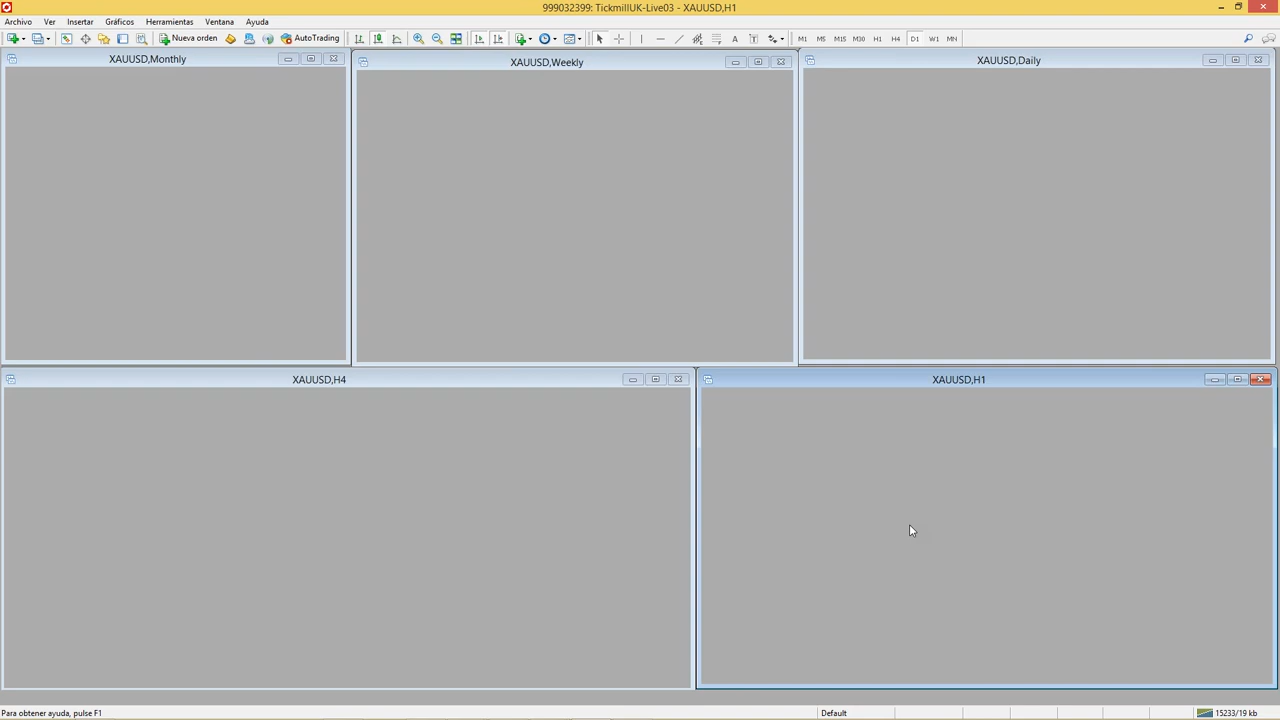 999032399: TickmillUK-Live03 - XAUUSD,H1
Archivo Ver Insertar Gráficos Herramientas Ventana Ayuda
Nueva orden AutoTrading A T M1 M5 M15 M30 H1 H4 D1 W1 MN
XAUUSD,Monthly
XAUUSD,Weekly
XAUUSD,Daily
XAUUSD,H4
XAUUSD,H1
Para obtener ayuda, pulse F1 Default 15233/19 kb